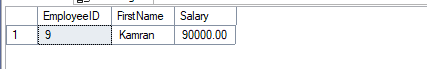 EmployeeID FirstName Salary
1 9 Kamran 90000.00